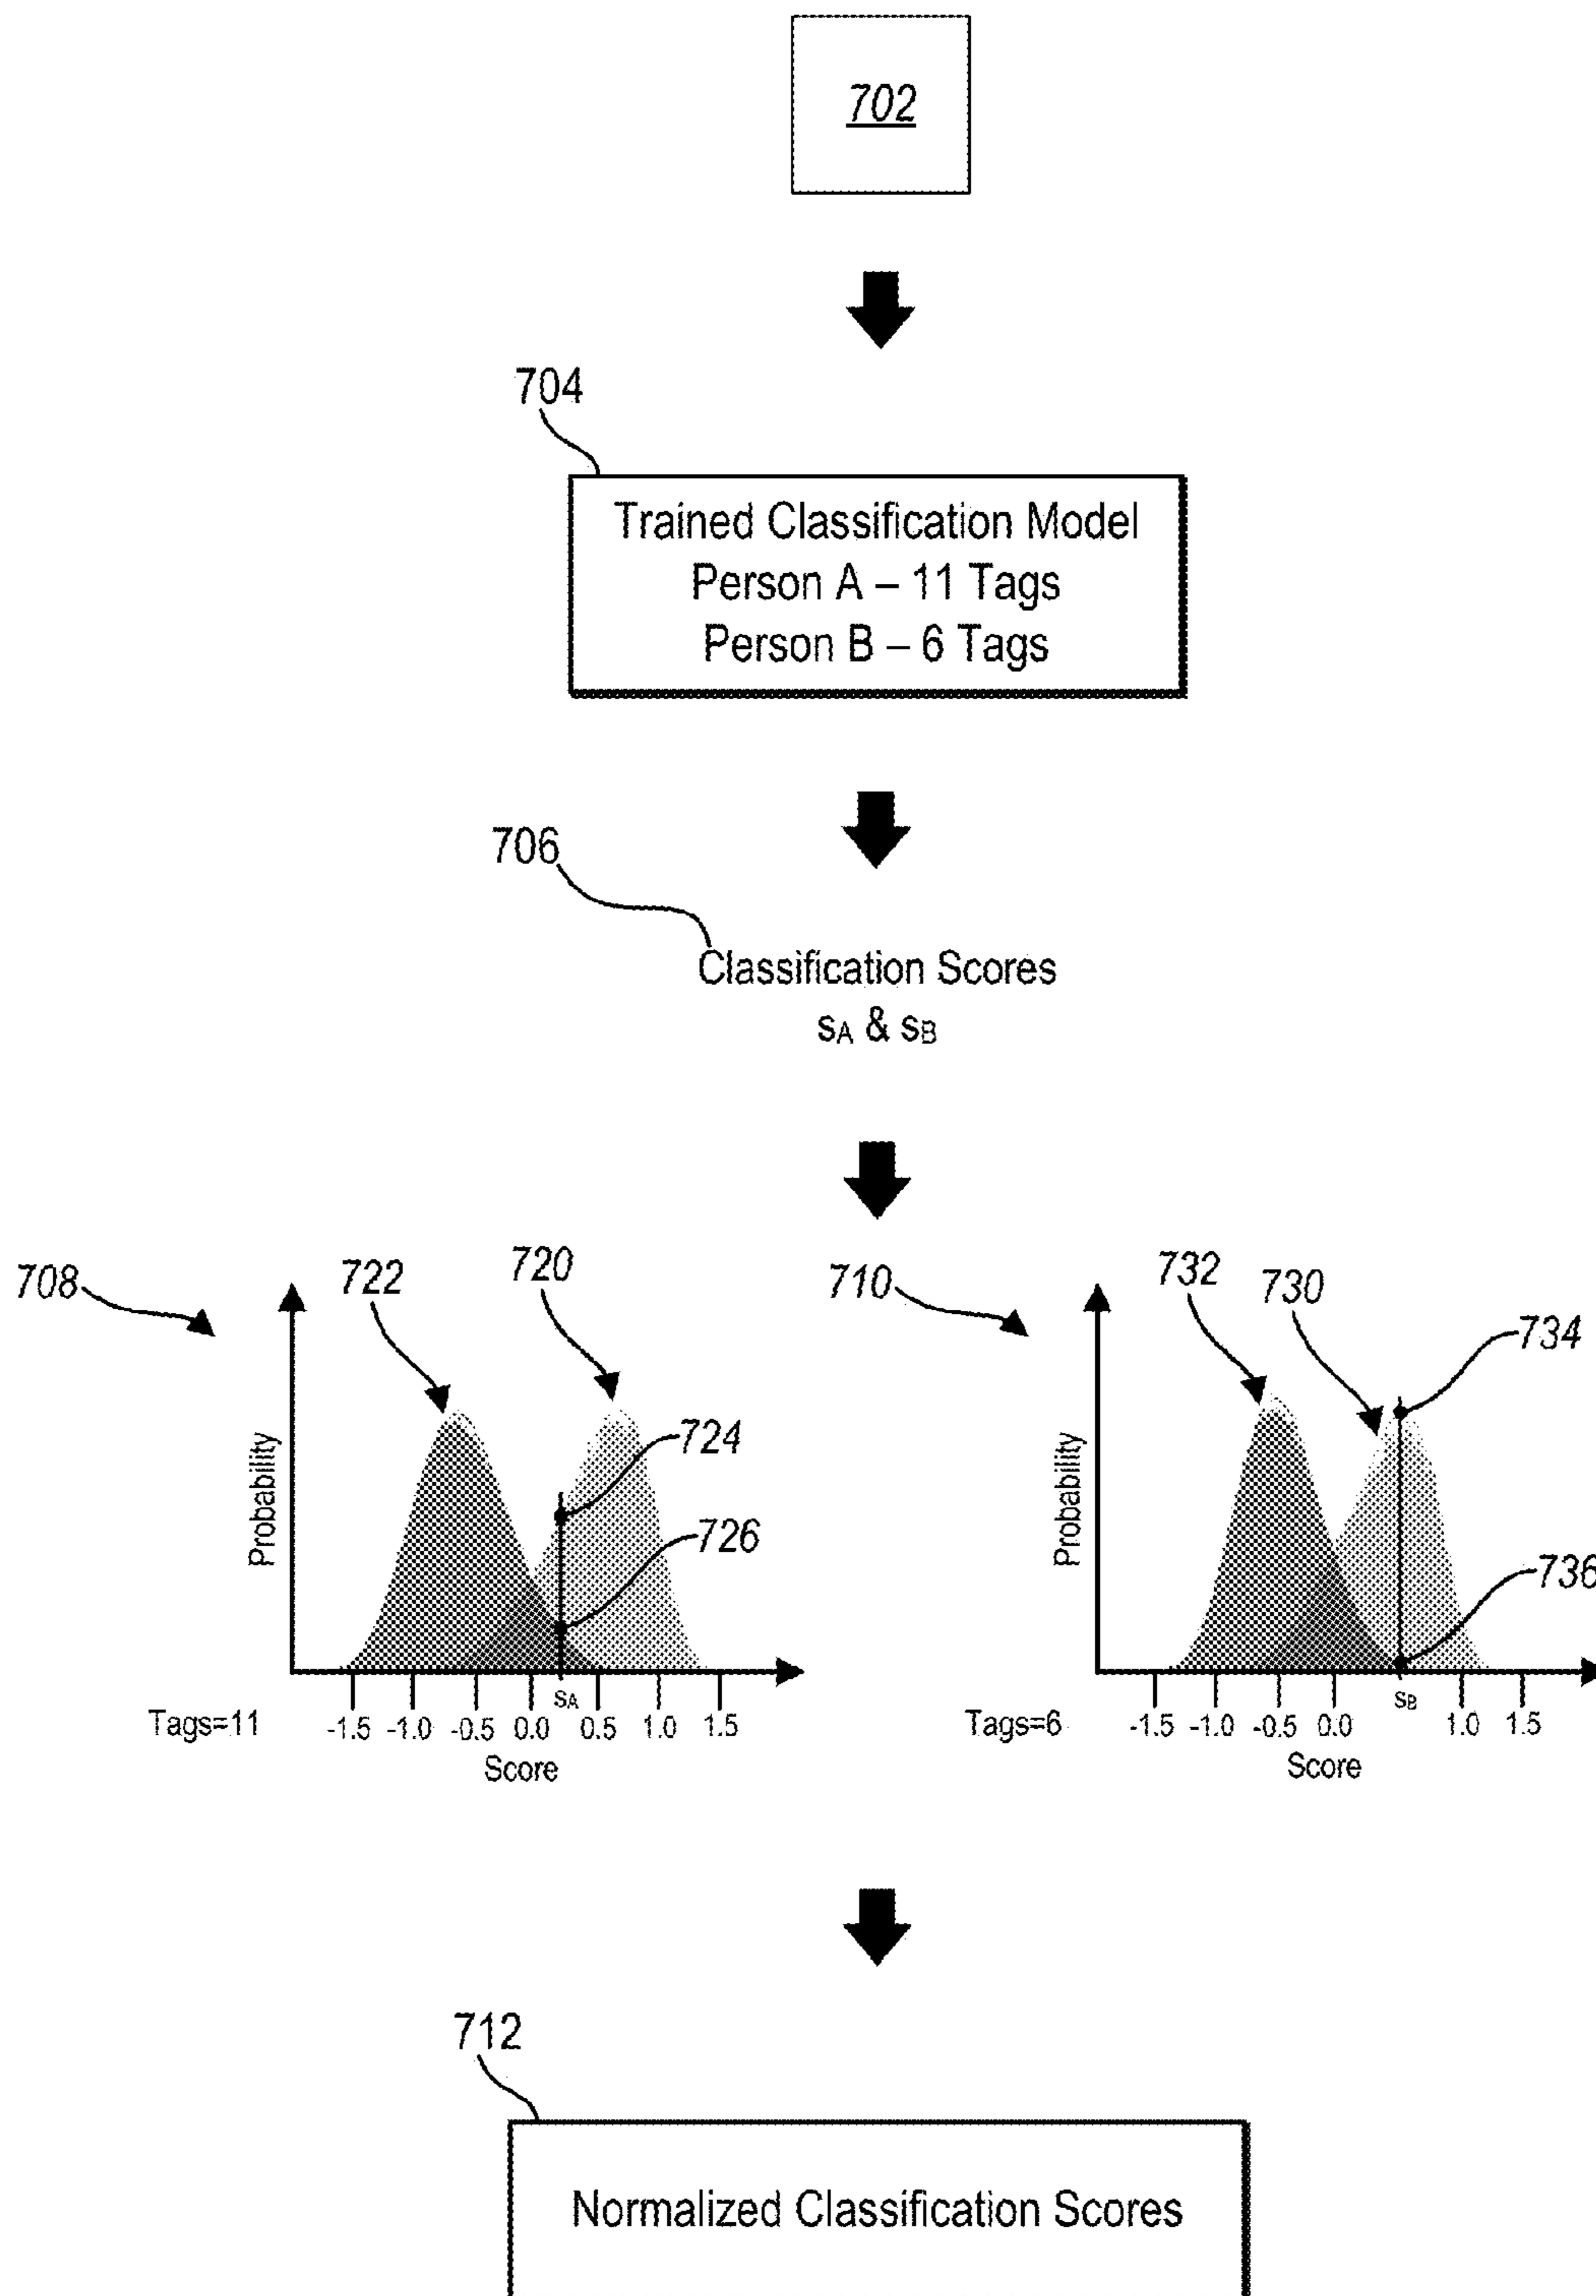 702
704
Trained Classification Model
Person A – 11 Tags
Person B – 6 Tags
706
Classification Scores
sA & sB
708
722
720
724
726
Probability
sA
Tags=11
-1.5 -1.0 -0.5 0.0 0.5 1.0 1.5
Score
710
732
730
734
736
Probability
sB
Tags=6
-1.5 -1.0 -0.5 0.0 1.0 1.5
Score
712
Normalized Classification Scores